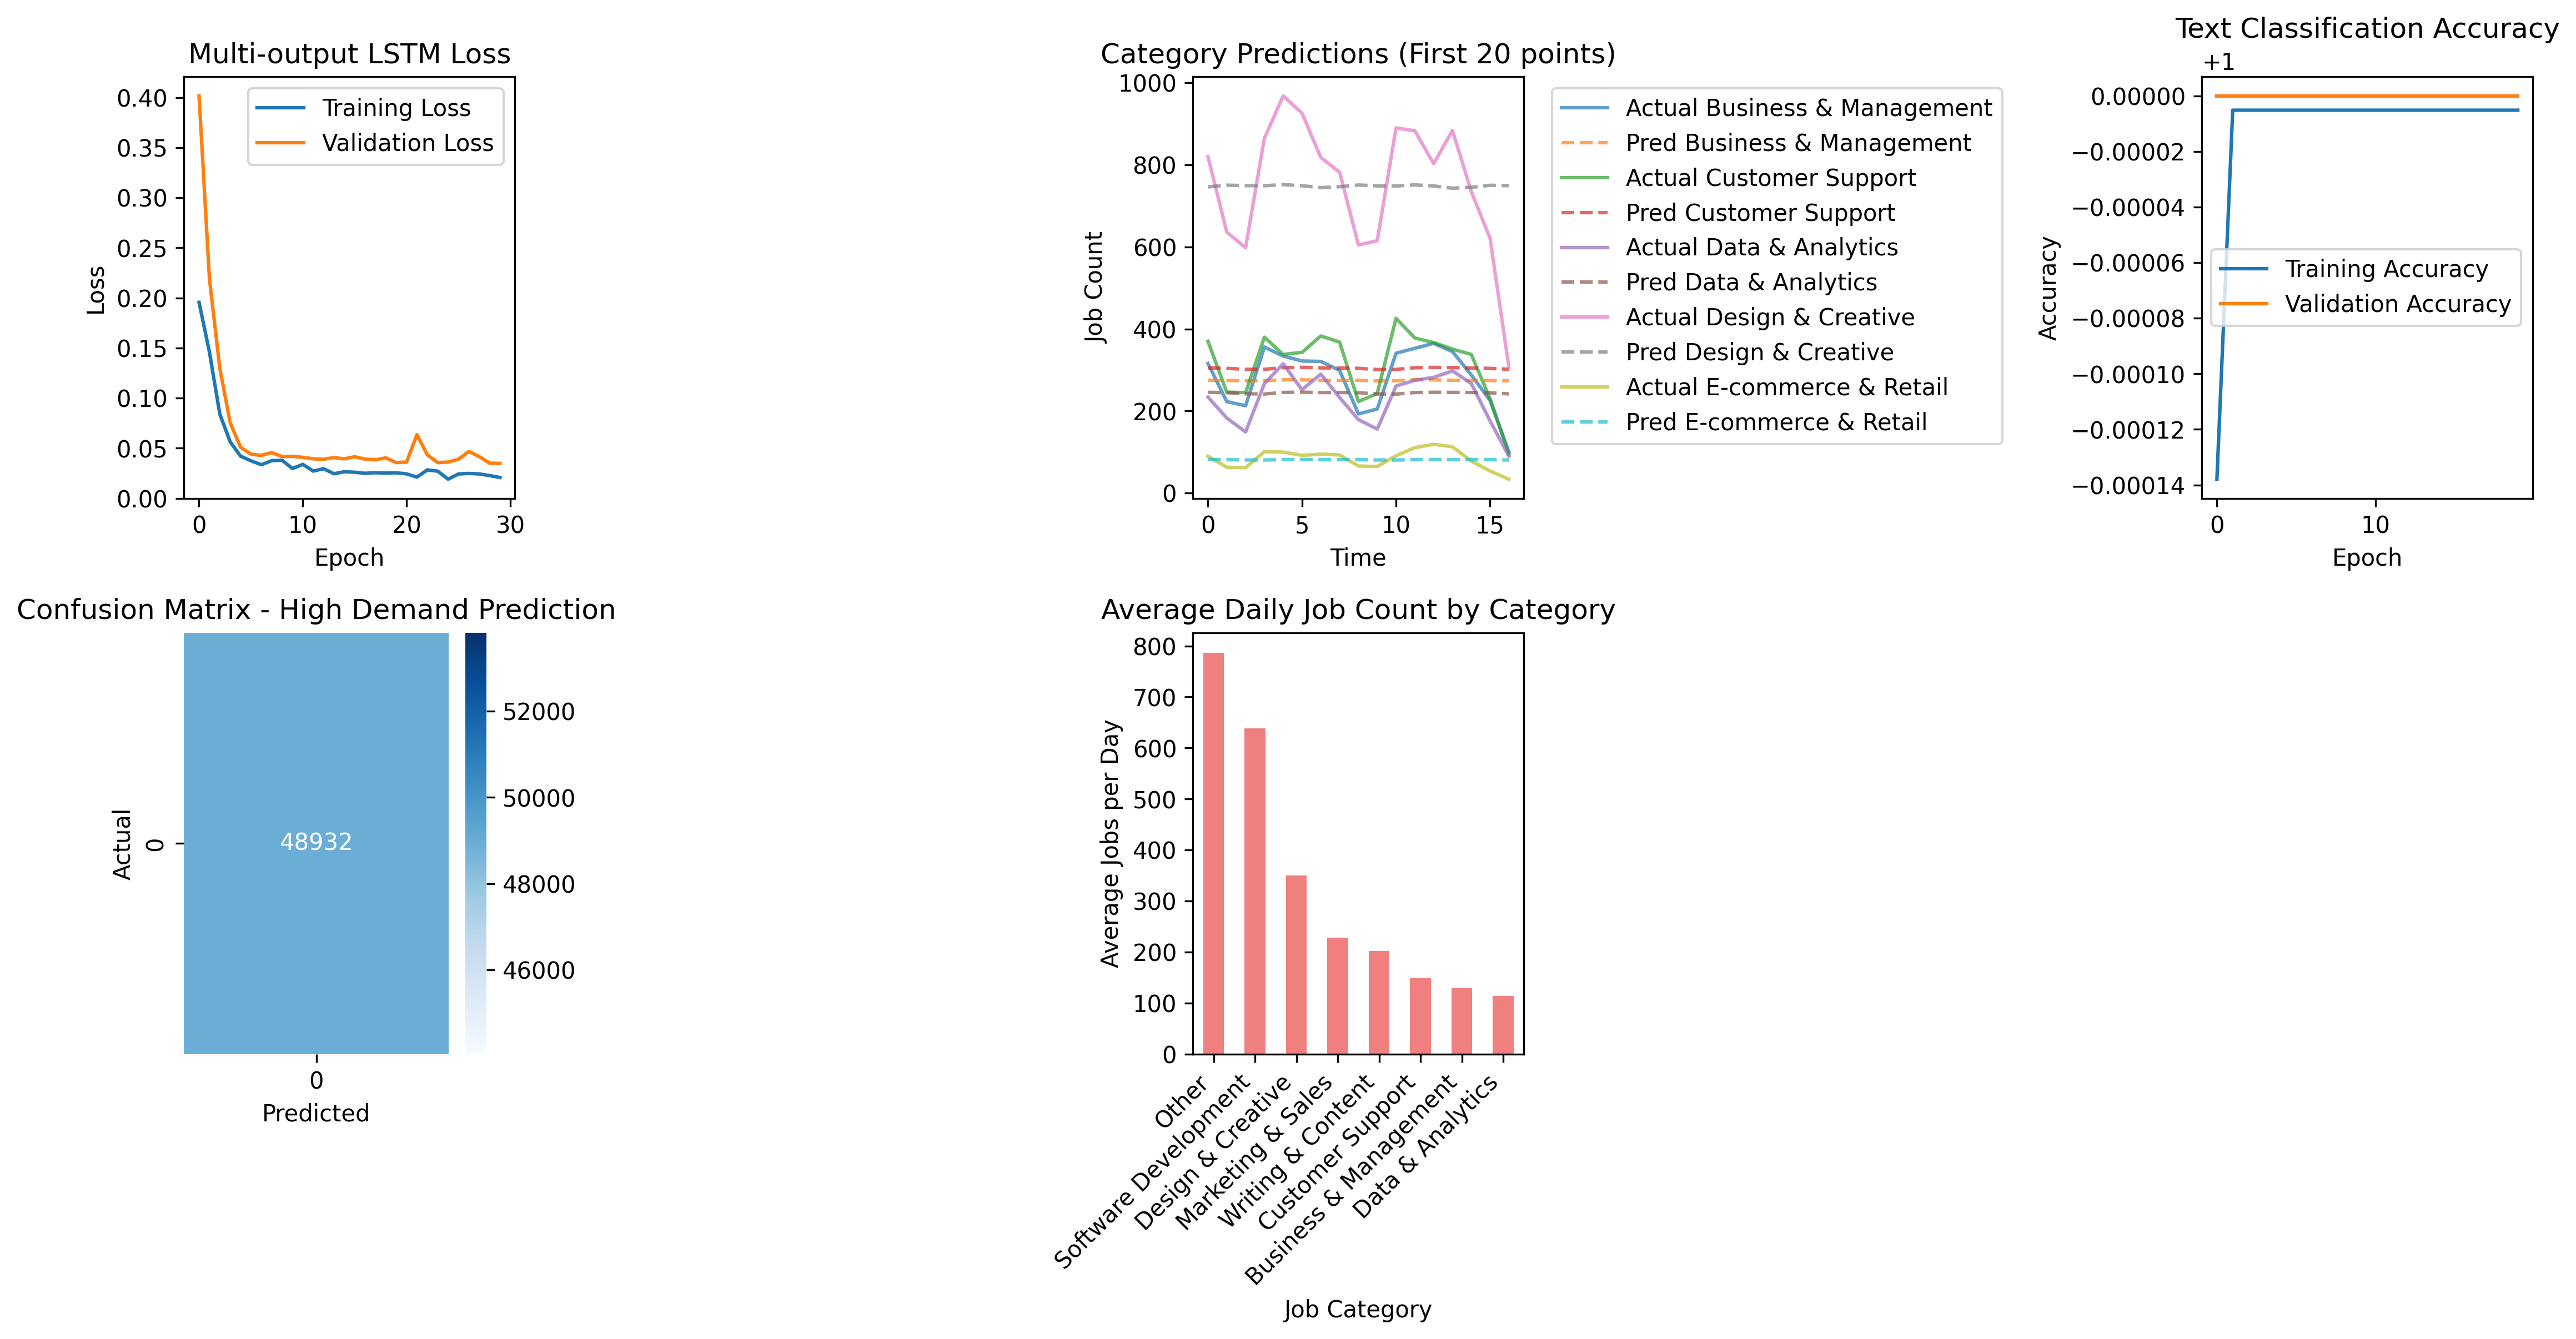 Multi-output LSTM Loss
0.40
0.35
0.30
0.25
0.20
0.15
0.10
0.05
0.00
Loss
Training Loss
Validation Loss
0
10
20
30
Epoch
Category Predictions (First 20 points)
1000
800
600
400
200
0
Job Count
0
5
10
15
Time
Actual Business & Management
Pred Business & Management
Actual Customer Support
Pred Customer Support
Actual Data & Analytics
Pred Data & Analytics
Actual Design & Creative
Pred Design & Creative
Actual E-commerce & Retail
Pred E-commerce & Retail
Text Classification Accuracy
+1
0.00000
−0.00002
−0.00004
−0.00006
−0.00008
−0.00010
−0.00012
−0.00014
Accuracy
Training Accuracy
Validation Accuracy
0
10
Epoch
Confusion Matrix - High Demand Prediction
Actual
0
48932
0
Predicted
52000
50000
48000
46000
Average Daily Job Count by Category
800
700
600
500
400
300
200
100
0
Average Jobs per Day
Other
Software Development
Design & Creative
Marketing & Sales
Writing & Content
Customer Support
Business & Management
Data & Analytics
Job Category